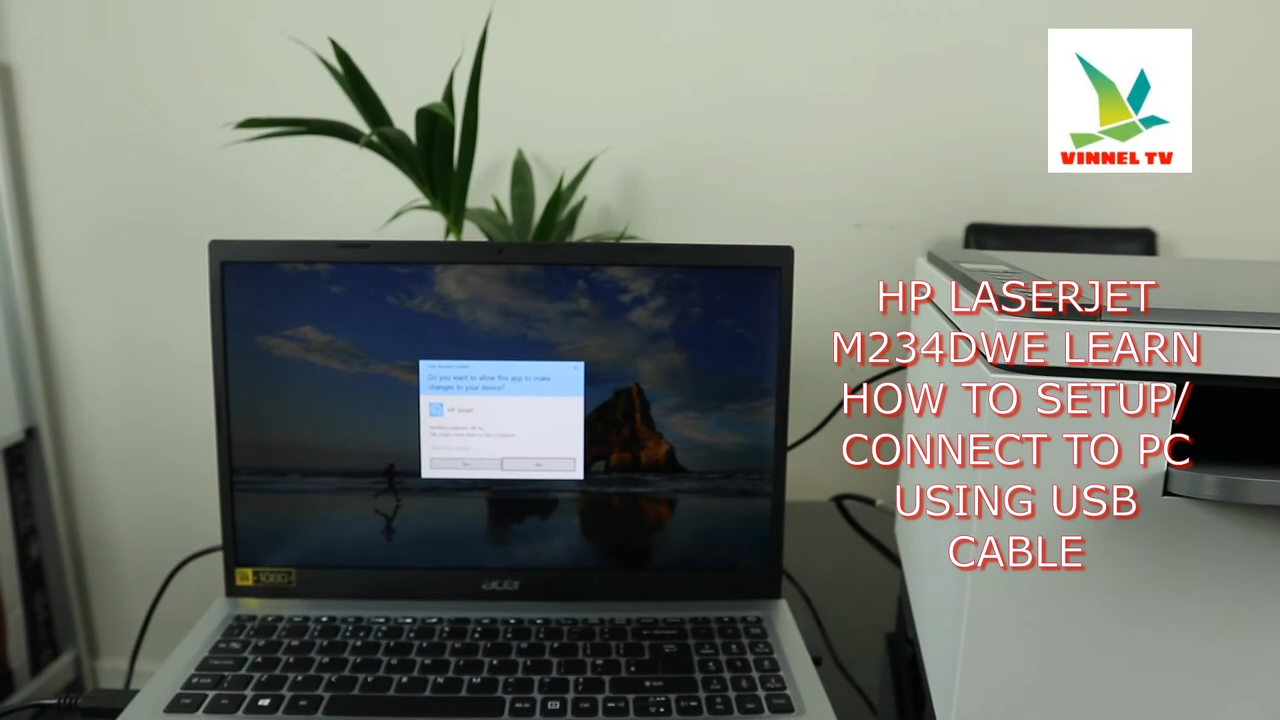 VINNEL TV
HP LASERJET
M234DWE LEARN
HOW TO SETUP/
CONNECT TO PC
USING USB
CABLE
Do you want to allow this app to make
changes to your device?
HP Smart
1080
acer